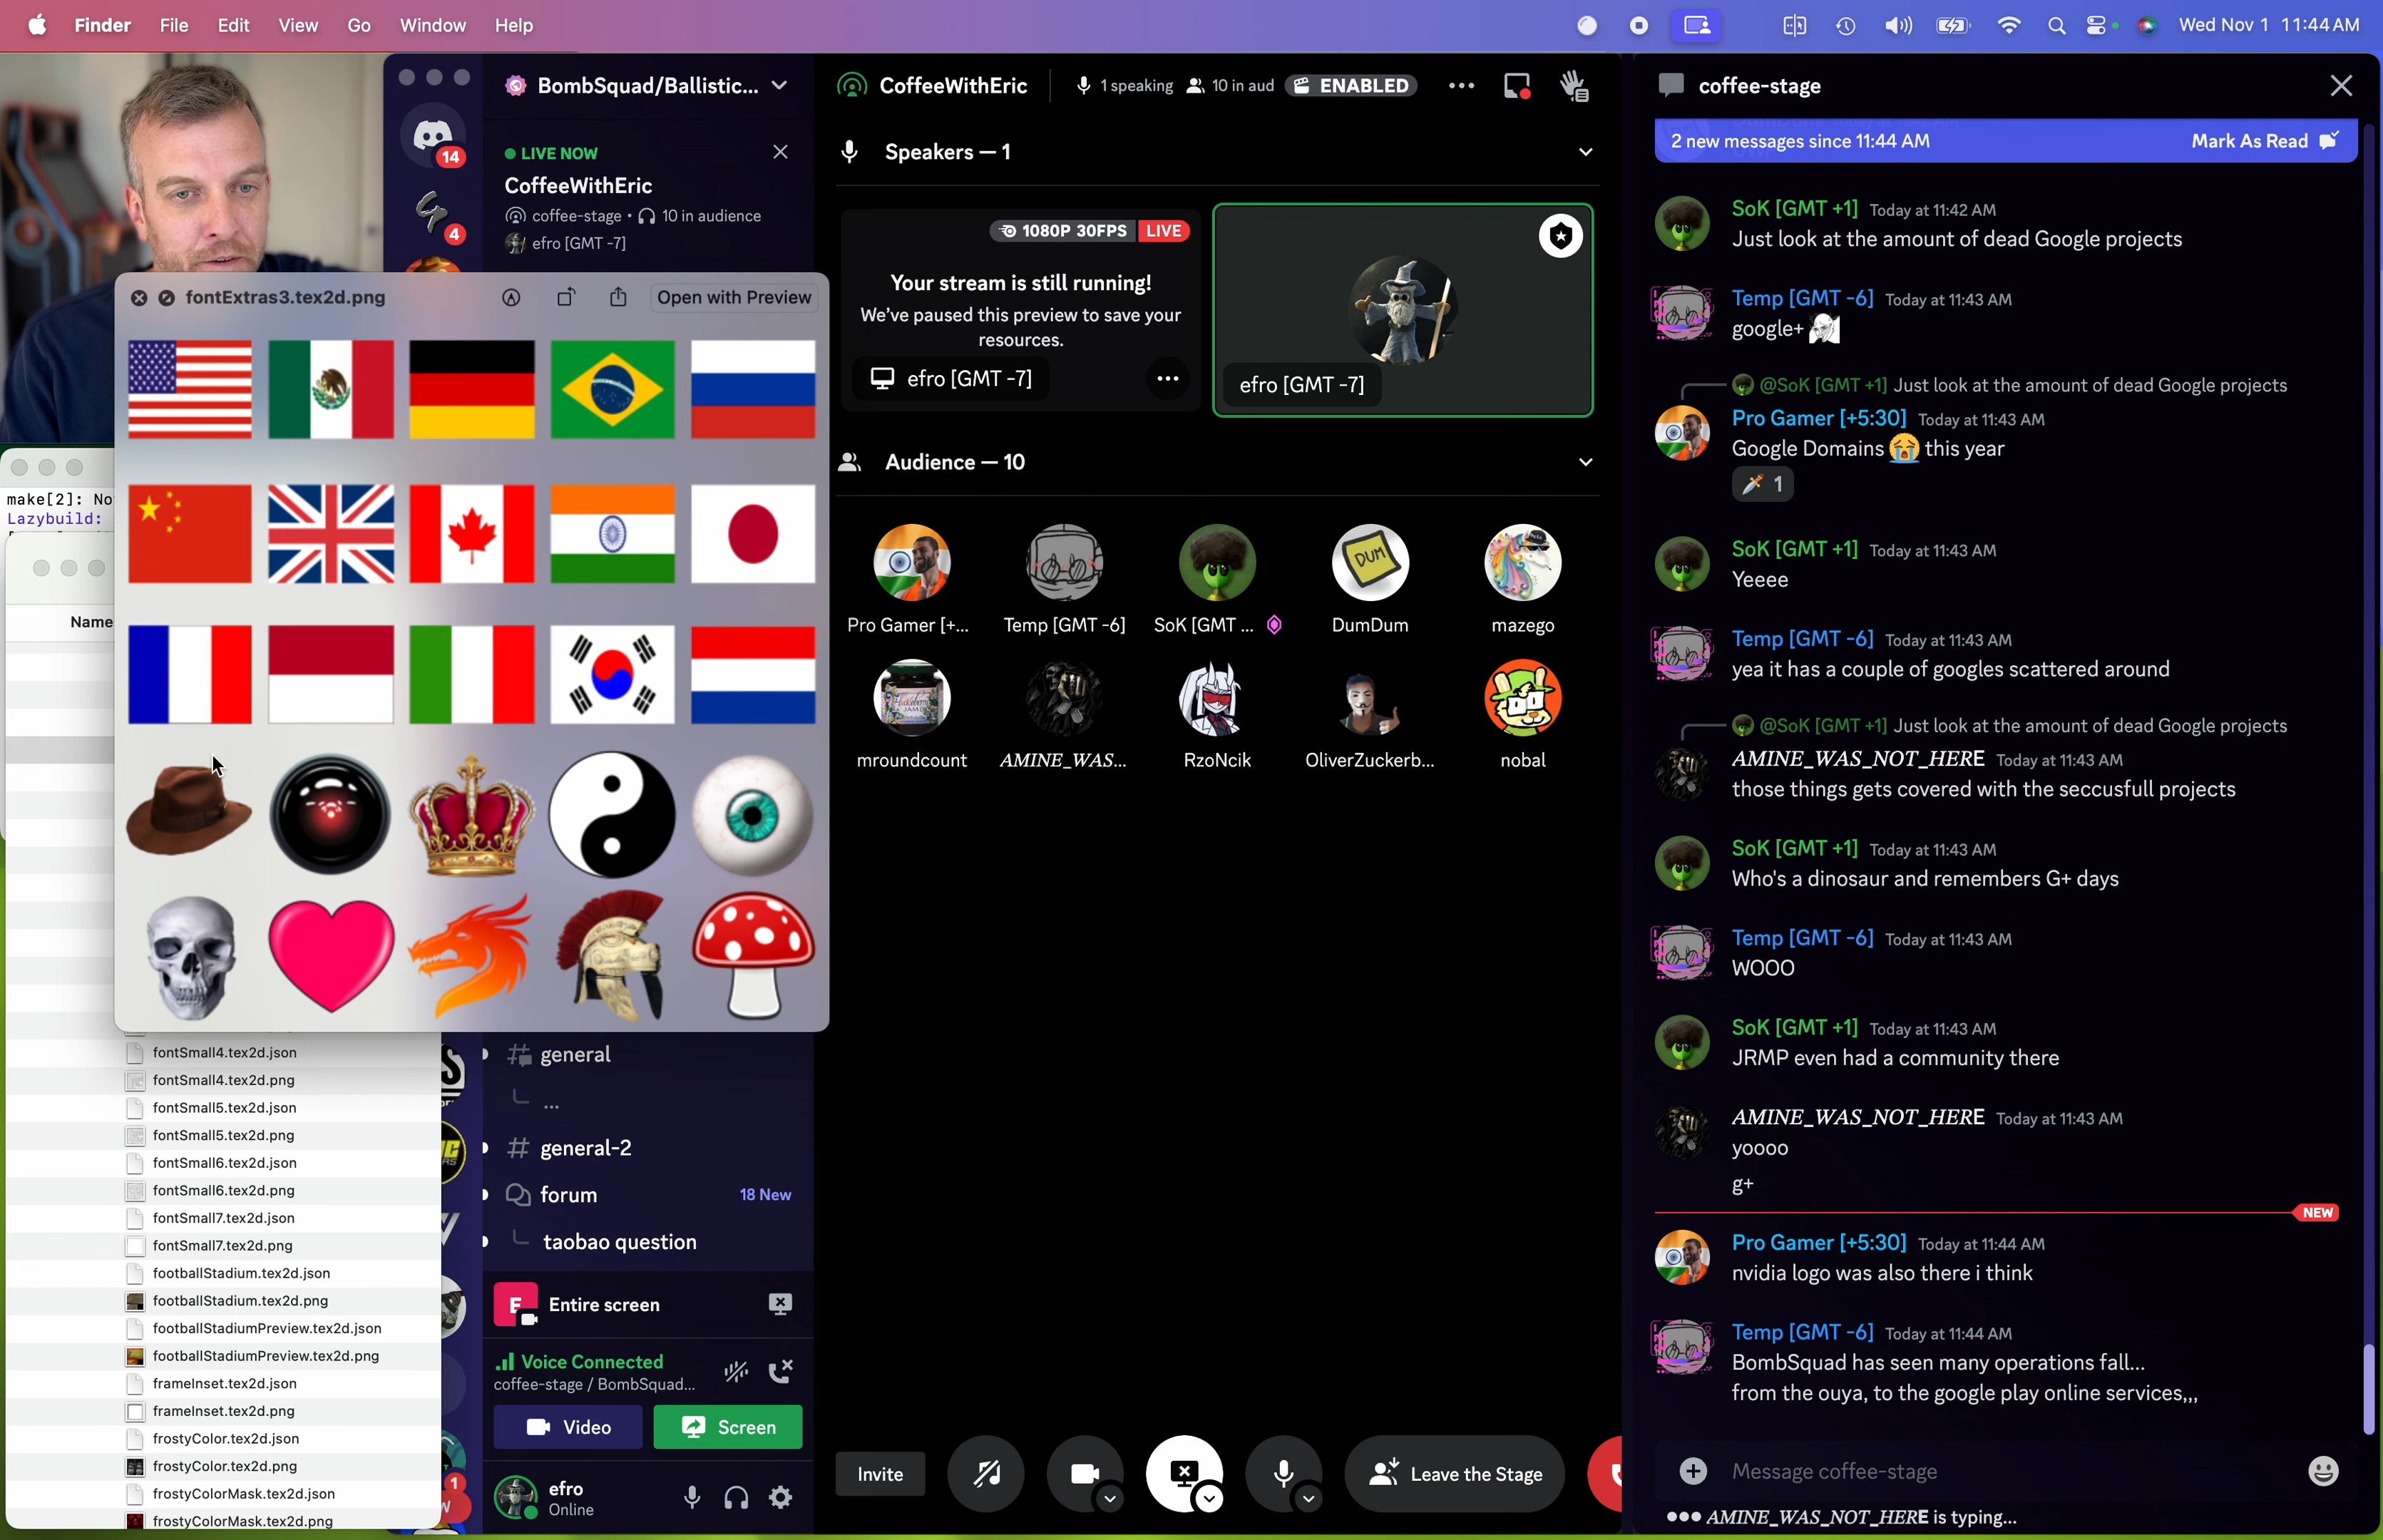 Finder File Edit View Go Window Help
Wed Nov 1 11:44 AM
BombSquad/Ballistic...
14
4
LIVE NOW
CoffeeWithEric
coffee-stage • 10 in audience
efro [GMT -7]
CoffeeWithEric
1 speaking 10 in aud ENABLED
Speakers — 1
1080P 30FPS LIVE
Your stream is still running!
We've paused this preview to save your
resources.
efro [GMT -7]
efro [GMT -7]
Audience — 10
Pro Gamer [+... Temp [GMT -6] SoK [GMT ... DumDum mazego
DUM
mroundcount AMINE_WAS... RzoNcik OliverZuckerb... nobal
fontExtras3.tex2d.png
Open with Preview
make[2]: No
Lazybuild:
Name
fontSmall4.tex2d.json
fontSmall4.tex2d.png
fontSmall5.tex2d.json
fontSmall5.tex2d.png
fontSmall6.tex2d.json
fontSmall6.tex2d.png
fontSmall7.tex2d.json
fontSmall7.tex2d.png
footballStadium.tex2d.json
footballStadium.tex2d.png
footballStadiumPreview.tex2d.json
footballStadiumPreview.tex2d.png
frameInset.tex2d.json
frameInset.tex2d.png
frostyColor.tex2d.json
frostyColor.tex2d.png
frostyColorMask.tex2d.json
frostyColorMask.tex2d.png
1
general
...
general-2
forum 18 New
taobao question
E
Entire screen
Voice Connected
coffee-stage / BombSquad...
Video Screen
efro
Online
Invite
Leave the Stage
coffee-stage
2 new messages since 11:44 AM Mark As Read
SoK [GMT +1] Today at 11:42 AM
Just look at the amount of dead Google projects
Temp [GMT -6] Today at 11:43 AM
google+
@SoK [GMT +1] Just look at the amount of dead Google projects
Pro Gamer [+5:30] Today at 11:43 AM
Google Domains 😭 this year
1
SoK [GMT +1] Today at 11:43 AM
Yeeee
Temp [GMT -6] Today at 11:43 AM
yea it has a couple of googles scattered around
@SoK [GMT +1] Just look at the amount of dead Google projects
AMINE_WAS_NOT_HERE Today at 11:43 AM
those things gets covered with the seccusfull projects
SoK [GMT +1] Today at 11:43 AM
Who's a dinosaur and remembers G+ days
Temp [GMT -6] Today at 11:43 AM
WOOO
SoK [GMT +1] Today at 11:43 AM
JRMP even had a community there
AMINE_WAS_NOT_HERE Today at 11:43 AM
yoooo
g+
NEW
Pro Gamer [+5:30] Today at 11:44 AM
nvidia logo was also there i think
Temp [GMT -6] Today at 11:44 AM
BombSquad has seen many operations fall...
from the ouya, to the google play online services,,,
Message coffee-stage
AMINE_WAS_NOT_HERE is typing...